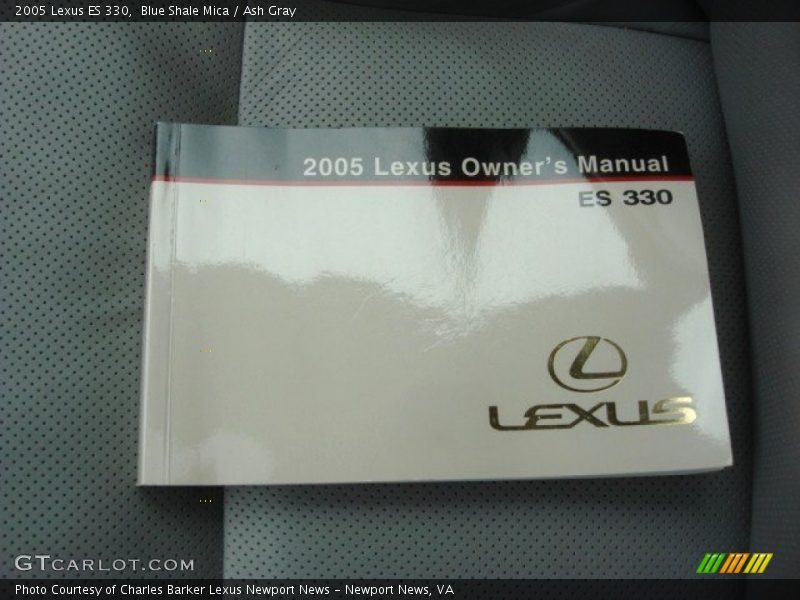 2005 Lexus ES 330, Blue Shale Mica / Ash Gray
2005 Lexus Owner's Manual
ES 330
LEXUS
GTCARLOT.COM
Photo Courtesy of Charles Barker Lexus Newport News - Newport News, VA